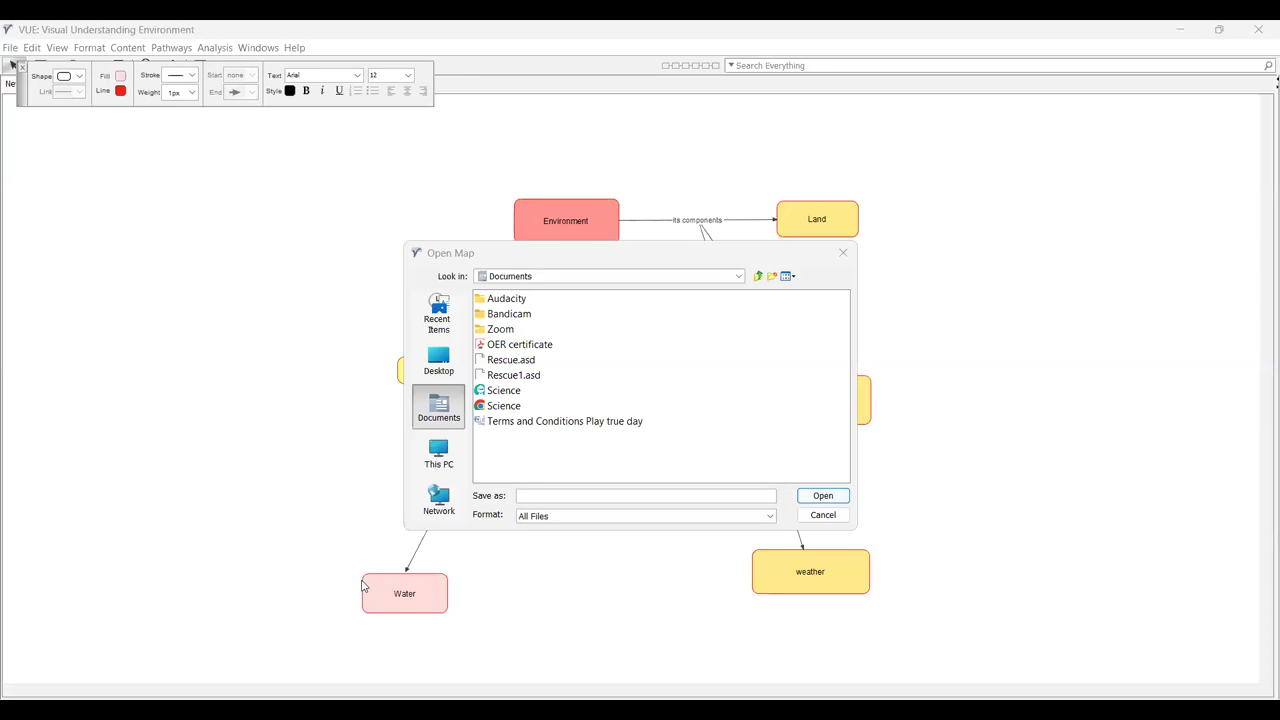 VUE: Visual Understanding Environment
File Edit View Format Content Pathways Analysis Windows Help
Search Everything
Shape Fill Stroke Start none Text Arial 12
Link Line Weight 1px End Style B i U
Environment
its components
Land
Open Map
Look in: Documents
Recent Items
Desktop
Documents
This PC
Network
Audacity
Bandicam
Zoom
OER certificate
Rescue.asd
Rescue1.asd
Science
Science
Terms and Conditions Play true day
Save as: Open
Format: All Files Cancel
Water
weather